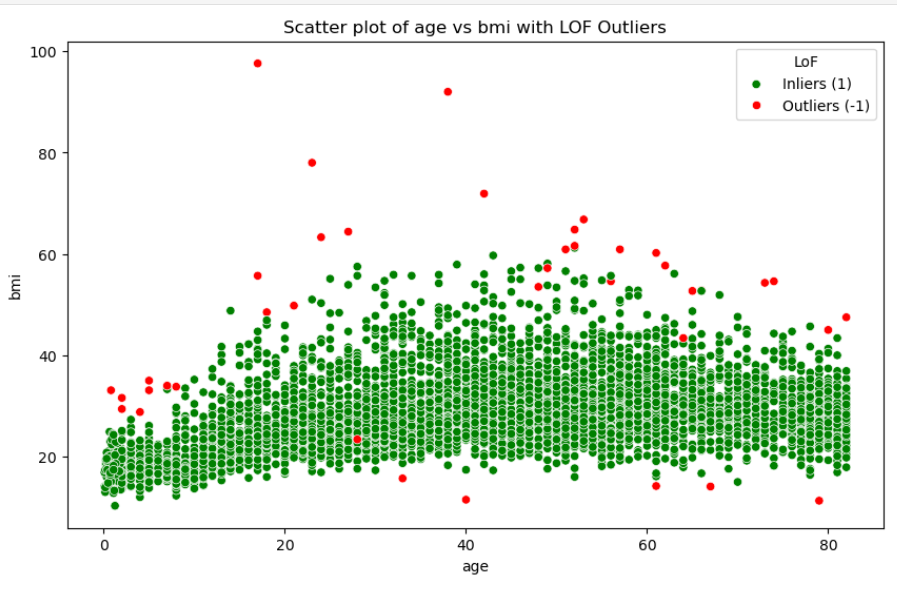 Scatter plot of age vs bmi with LOF Outliers
LoF
Inliers (1)
Outliers (-1)
100
80
60
40
20
bmi
0 20 40 60 80
age